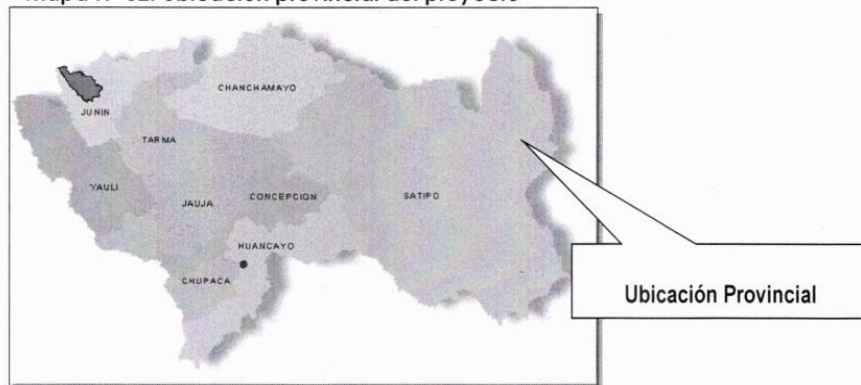 CHANCHAMAYO
JUNIN
TARMA
YAULI
JAUJA
CONCEPCION
SATIPO
HUANCAYO
CHUPACA
Ubicación Provincial